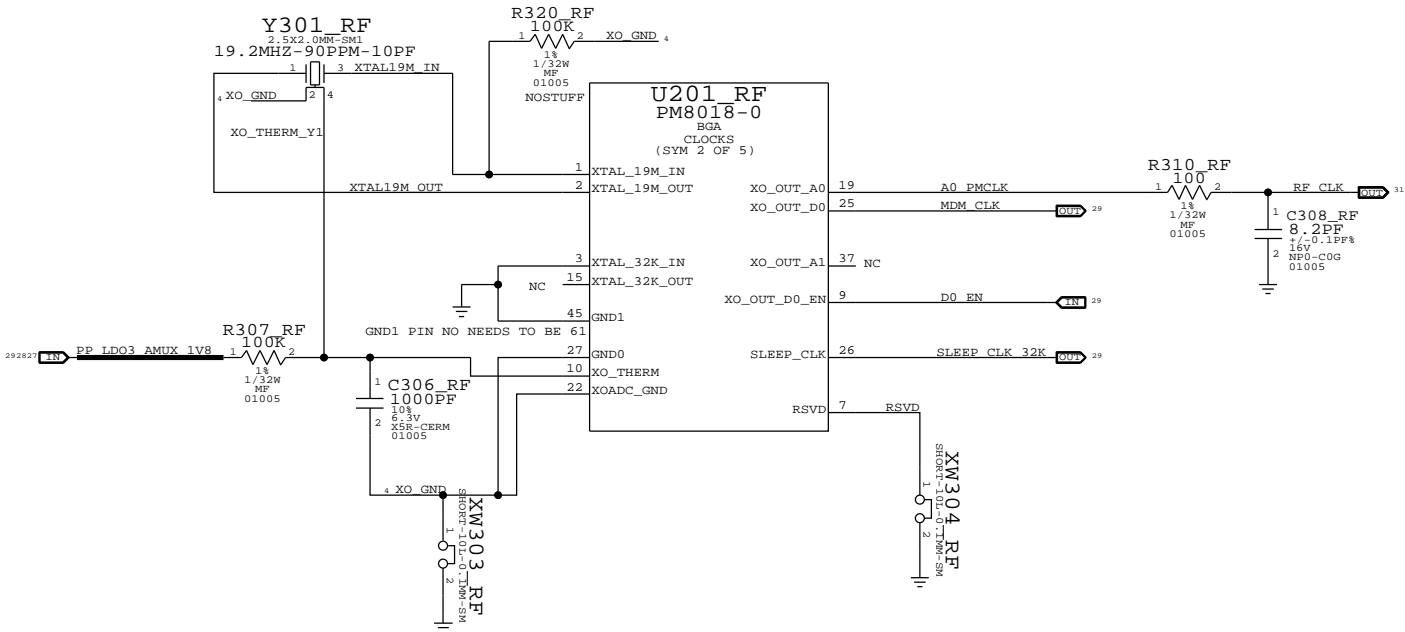 Y301_RF
2.5X2.0MM-SM1
19.2MHZ-90PPM-10PF
1
3
XTAL19M_IN
4
XO_GND
2
4
XO_THERM_Y1
R320_RF
100K
1
2
XO_GND
4
1%
1/32W
MF
01005
NOSTUFF
U201_RF
PM8018-0
BGA
CLOCKS
(SYM 2 OF 5)
XTAL19M_OUT
1
XTAL_19M_IN
2
XTAL_19M_OUT
3
XTAL_32K_IN
NC
15
XTAL_32K_OUT
45
GND1
GND1 PIN NO NEEDS TO BE 61
27
GND0
10
XO_THERM
22
XOADC_GND
XO_OUT_A0
19
A0_PMCLK
XO_OUT_D0
25
MDM_CLK
OUT
29
XO_OUT_A1
37
NC
XO_OUT_D0_EN
9
D0_EN
IN
29
SLEEP_CLK
26
SLEEP_CLK_32K
OUT
29
RSVD
7
RSVD
R310_RF
100
1
2
1%
1/32W
MF
01005
RF_CLK
OUT
31
1
C308_RF
8.2PF
+/-0.1PF%
16V
2
NP0-C0G
01005
292827
IN
PP_LDO3_AMUX_1V8
R307_RF
100K
1
2
1%
1/32W
MF
01005
1
C306_RF
1000PF
10%
6.3V
2
X5R-CERM
01005
4
XO_GND
XW303_RF
SHORT-10L-0.1MM-SM
1
2
XW304_RF
SHORT-10L-0.1MM-SM
1
2